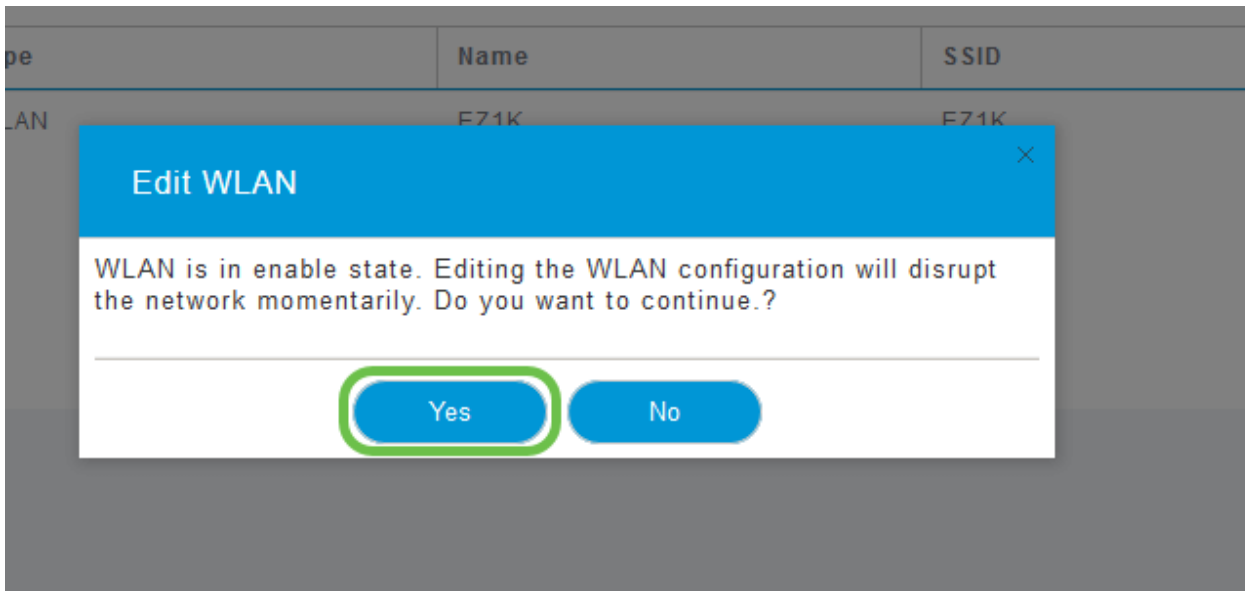 pe Name SSID
LAN EZ1K EZ1K
Edit WLAN
WLAN is in enable state. Editing the WLAN configuration will disrupt
the network momentarily. Do you want to continue.?
Yes No